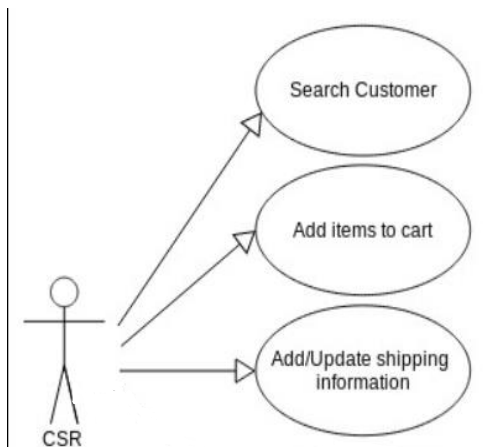 Search Customer
Add items to cart
Add/Update shipping
information
CSR